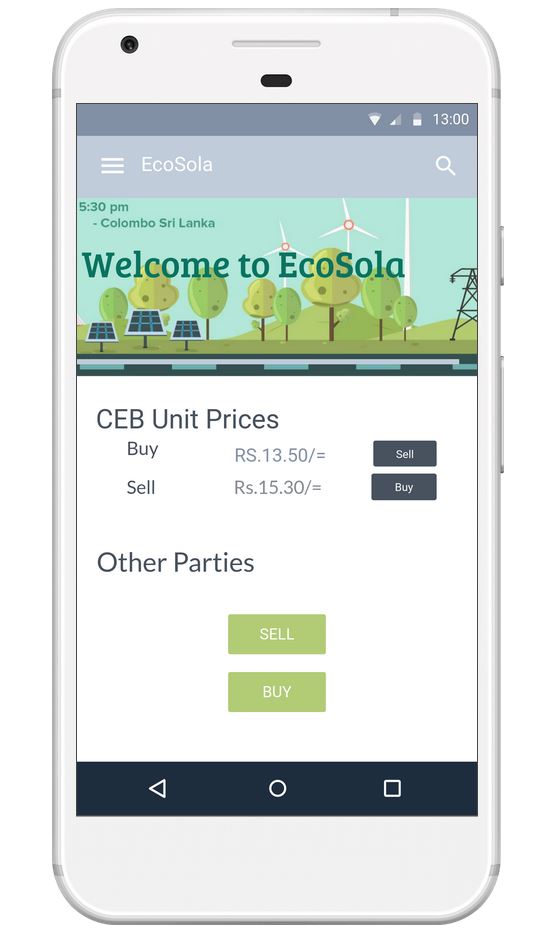 13:00
EcoSola
5:30 pm
- Colombo Sri Lanka
Welcome to EcoSola
CEB Unit Prices
Buy RS.13.50/= Sell
Sell Rs.15.30/= Buy
Other Parties
SELL
BUY